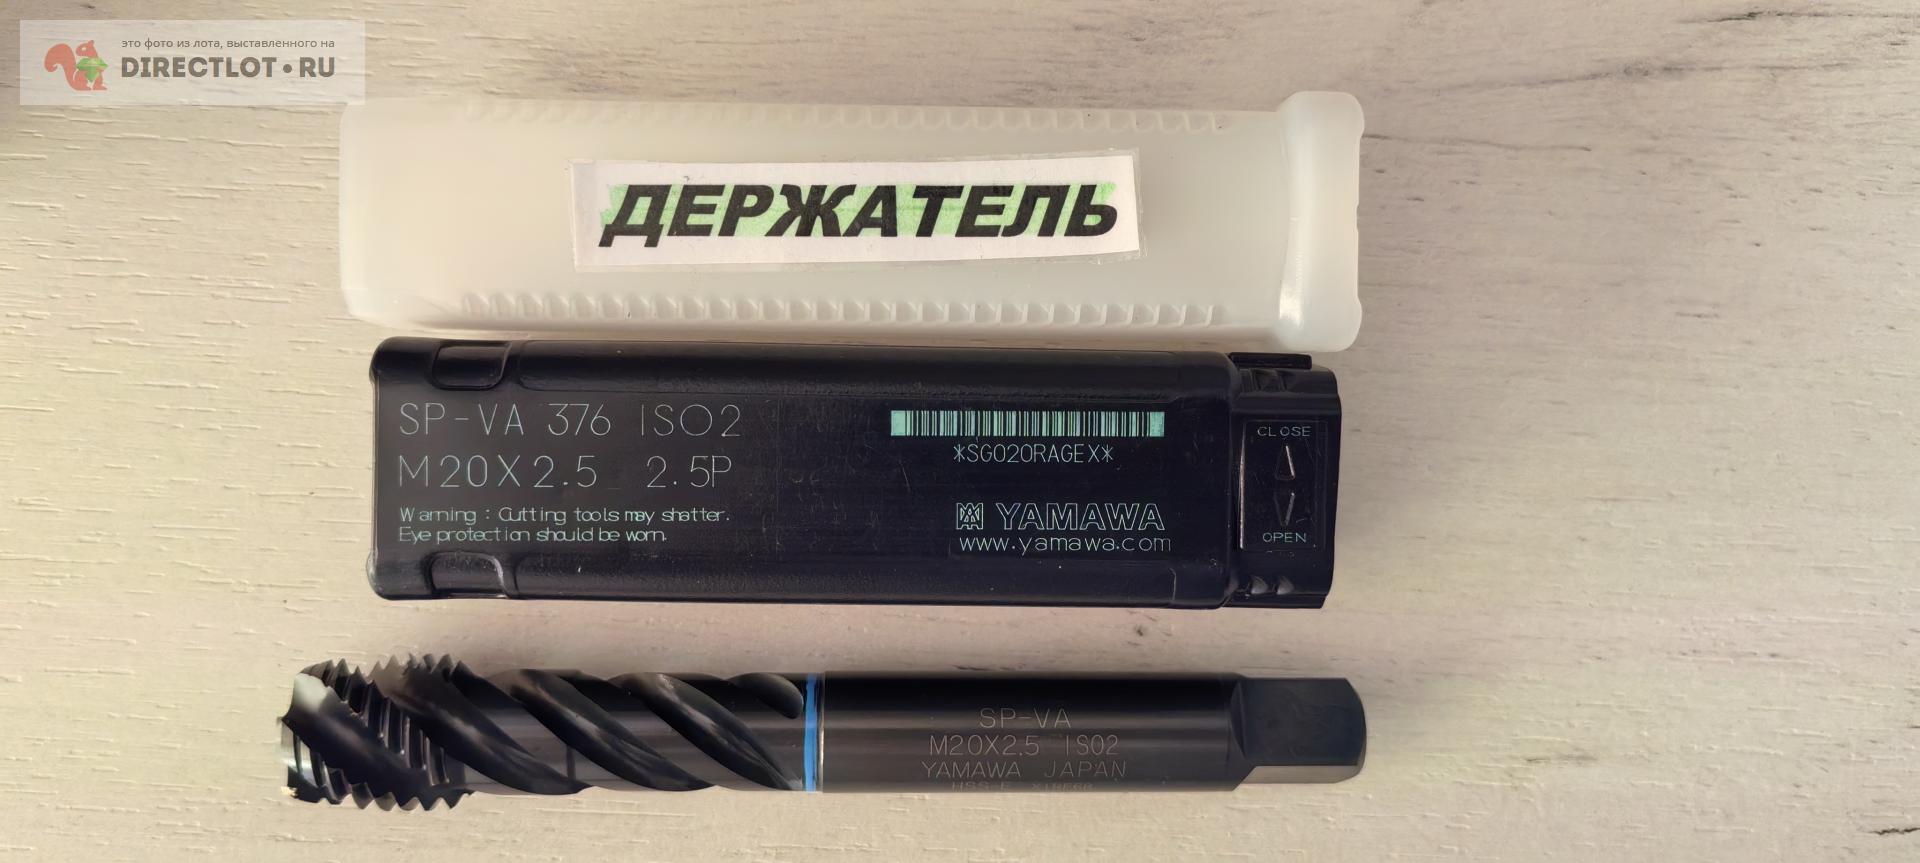 это фото из лота, выставленного на
DIRECTLOT•RU
ДЕРЖАТЕЛЬ
SP-VA 376 ISO2
M20X2.5 2.5P
Warning : Cutting tools may shatter.
Eye protection should be worn.
*SG020RAGEX*
YAMAWA
www.yamawa.com
CLOSE
OPEN
SP-VA
M20X2.5 ISO2
YAMAWA JAPAN
HSS-E